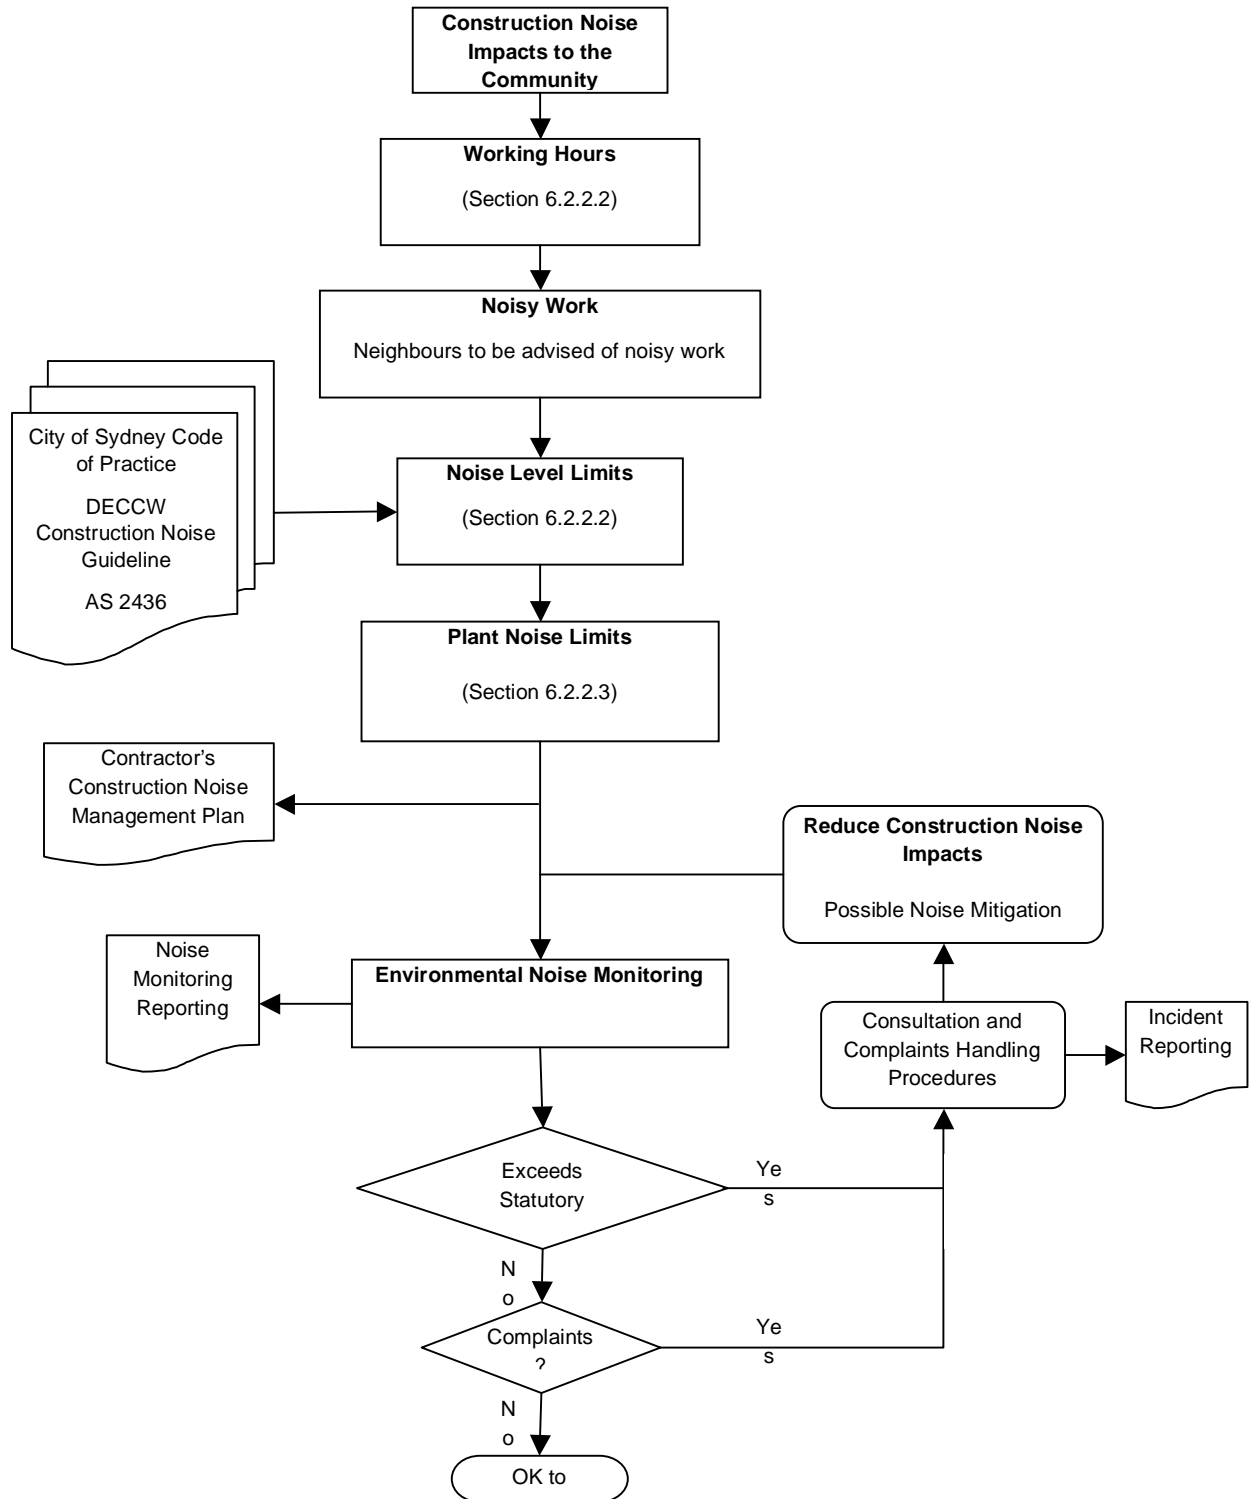 Construction Noise
Impacts to the
Community
Working Hours
(Section 6.2.2.2)
Noisy Work
Neighbours to be advised of noisy work
City of Sydney Code
of Practice
DECCW
Construction Noise
Guideline
AS 2436
Noise Level Limits
(Section 6.2.2.2)
Plant Noise Limits
(Section 6.2.2.3)
Contractor’s
Construction Noise
Management Plan
Reduce Construction Noise
Impacts
Possible Noise Mitigation
Noise
Monitoring
Reporting
Environmental Noise Monitoring
Consultation and
Complaints Handling
Procedures
Incident
Reporting
Exceeds
Statutory
Ye
s
N
o
Complaints
?
Ye
s
N
o
OK to